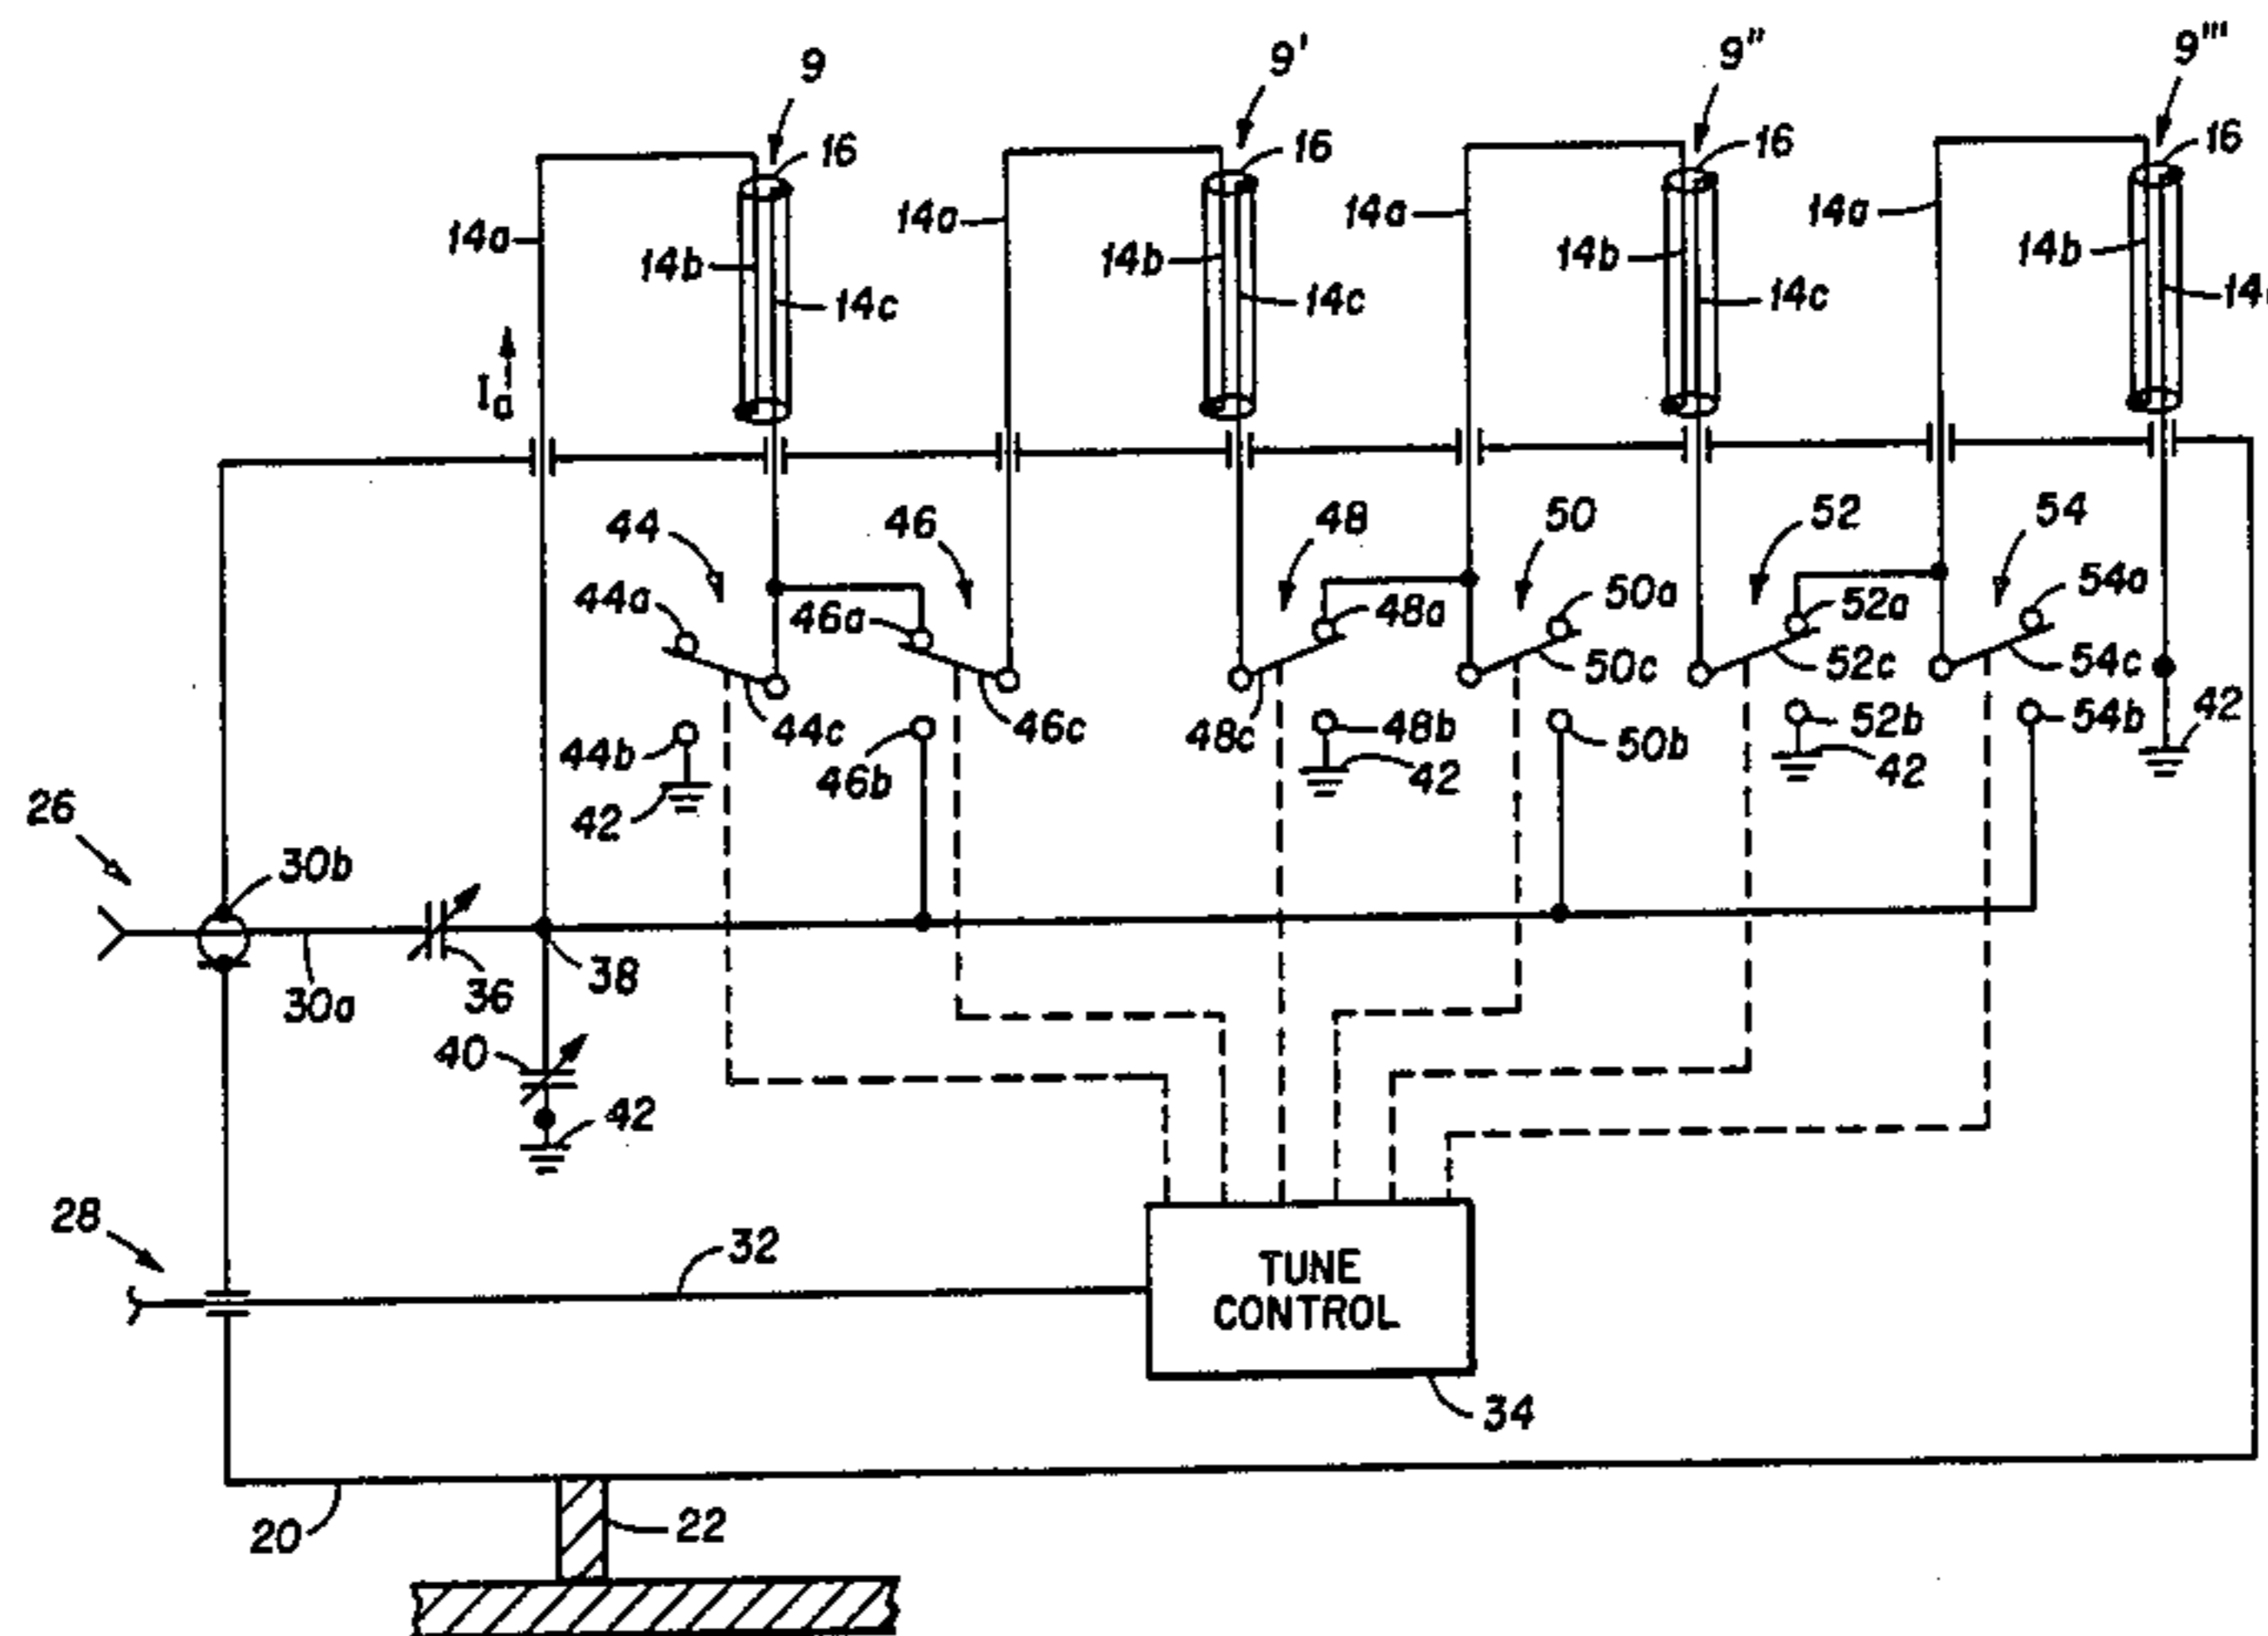 9 9' 9" 9'''
16 16 16 16
14a 14a 14a 14a
14b 14b 14b 14b
14c 14c 14c 14
Ia
44 46 48 50 52 54
44a 46a 48a 50a 52a 54a
44c 46c 48c 50c 52c 54c
44b 46b 48b 50b 52b 54b
42 42 42 42
26 30b
30a 36 38
40 42
28 32
TUNE
CONTROL
34
20 22